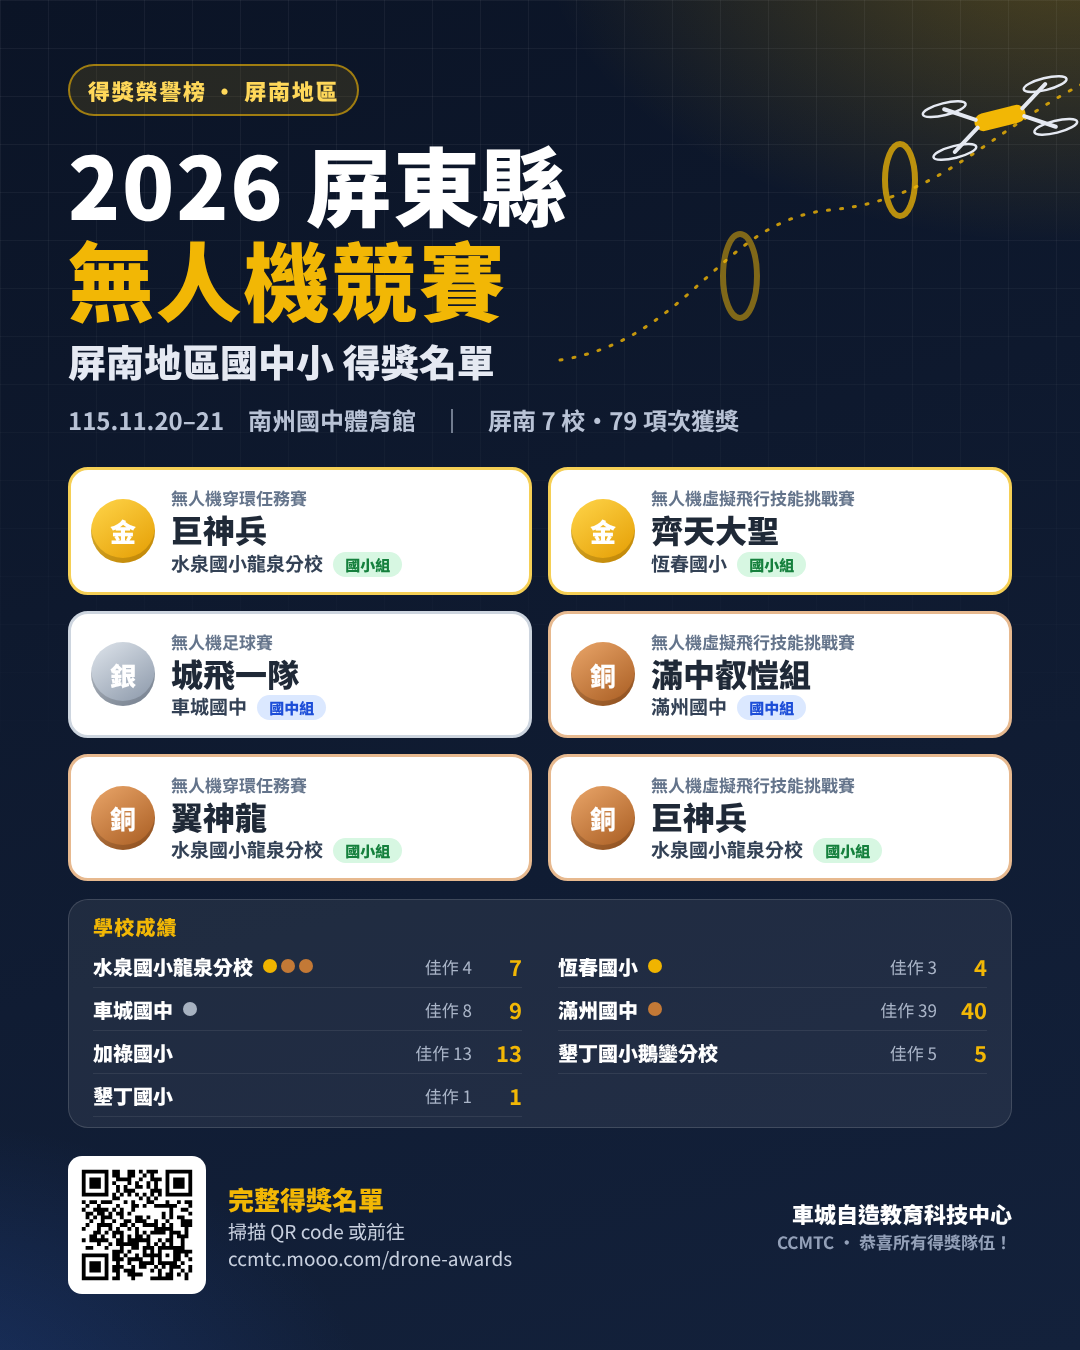 得獎榮譽榜 · 屏南地區
2026 屏東縣
無人機競賽
屏南地區國中小 得獎名單
115.11.20–21 南州國中體育館 ｜ 屏南 7 校・79 項次獲獎
金
無人機穿環任務賽
巨神兵
水泉國小龍泉分校 國小組
金
無人機虛擬飛行技能挑戰賽
齊天大聖
恆春國小 國小組
銀
無人機足球賽
城飛一隊
車城國中 國中組
銅
無人機虛擬飛行技能挑戰賽
滿中叡愷組
滿州國中 國中組
銅
無人機穿環任務賽
翼神龍
水泉國小龍泉分校 國小組
銅
無人機虛擬飛行技能挑戰賽
巨神兵
水泉國小龍泉分校 國小組
學校成績
水泉國小龍泉分校 佳作 4 7
恆春國小 佳作 3 4
車城國中 佳作 8 9
滿州國中 佳作 39 40
加祿國小 佳作 13 13
墾丁國小鵝鑾分校 佳作 5 5
墾丁國小 佳作 1 1
完整得獎名單
掃描 QR code 或前往
ccmtc.mooo.com/drone-awards
車城自造教育科技中心
CCMTC · 恭喜所有得獎隊伍！